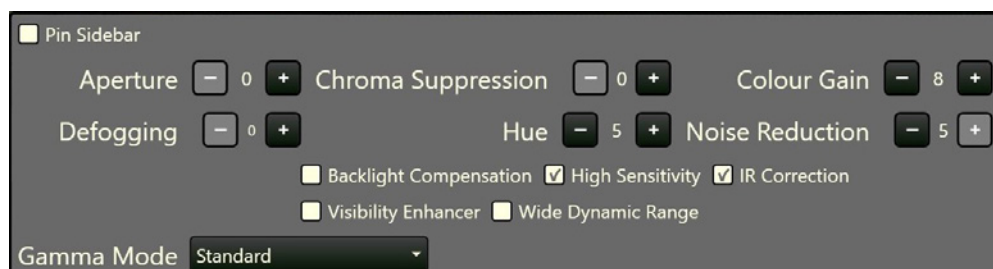 Pin Sidebar
Aperture − 0 + Chroma Suppression − 0 + Colour Gain − 8 +
Defogging − 0 + Hue − 5 + Noise Reduction − 5 +
Backlight Compensation High Sensitivity IR Correction
Visibility Enhancer Wide Dynamic Range
Gamma Mode Standard